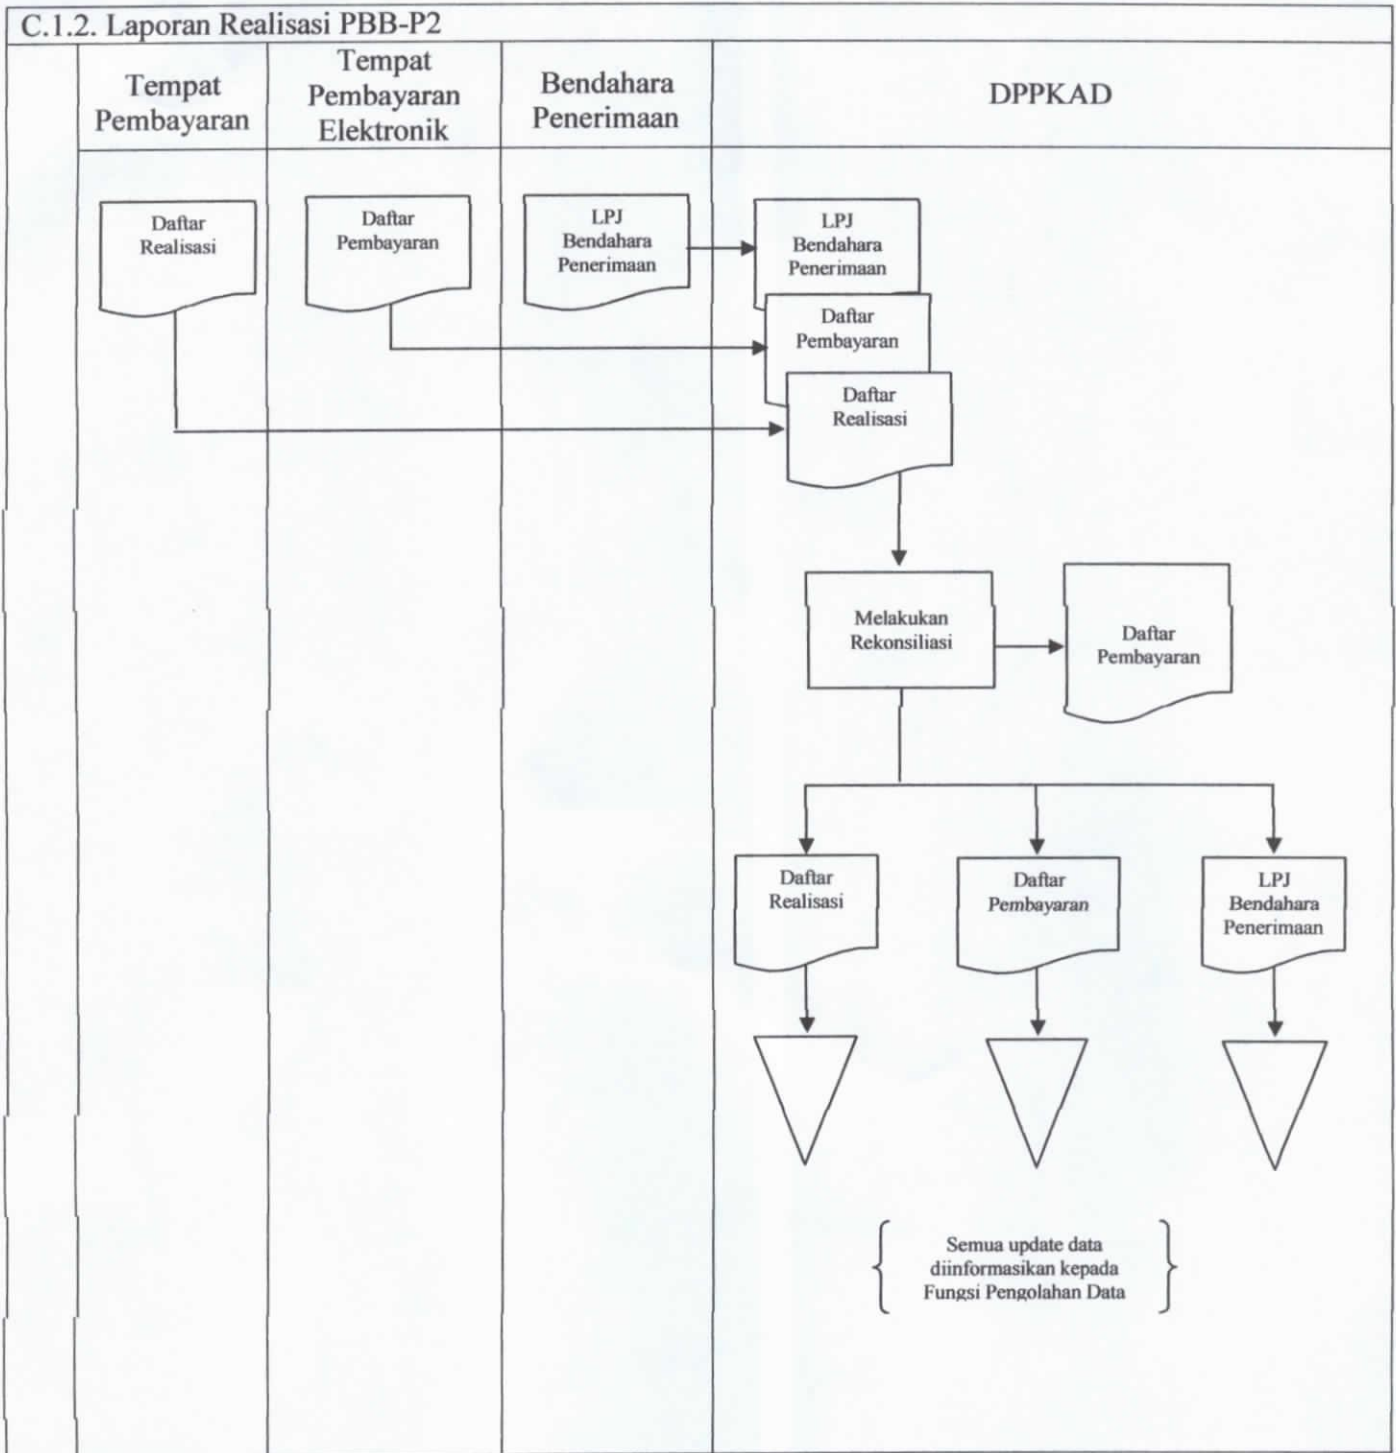 C.1.2. Laporan Realisasi PBB-P2
Tempat
Pembayaran
Tempat
Pembayaran
Elektronik
Bendahara
Penerimaan
DPPKAD
Daftar
Realisasi
Daftar
Pembayaran
LPJ
Bendahara
Penerimaan
LPJ
Bendahara
Penerimaan
Daftar
Pembayaran
Daftar
Realisasi
Melakukan
Rekonsiliasi
Daftar
Pembayaran
Daftar
Realisasi
Daftar
Pembayaran
LPJ
Bendahara
Penerimaan
Semua update data
diinformasikan kepada
Fungsi Pengolahan Data